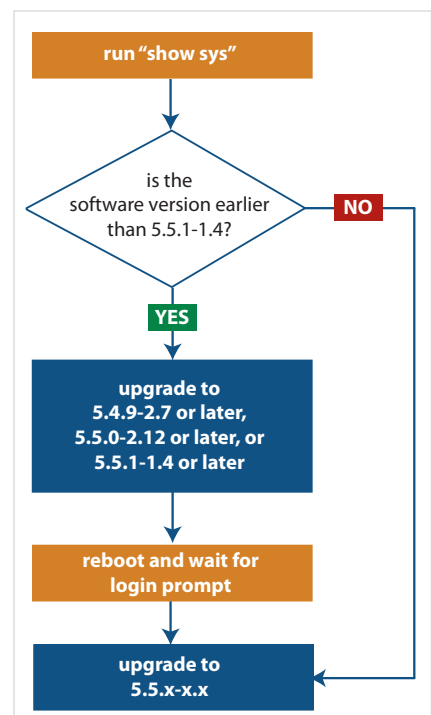 run “show sys”
is the
software version earlier
than 5.5.1-1.4?
NO
YES
upgrade to
5.4.9-2.7 or later,
5.5.0-2.12 or later, or
5.5.1-1.4 or later
reboot and wait for
login prompt
upgrade to
5.5.x-x.x